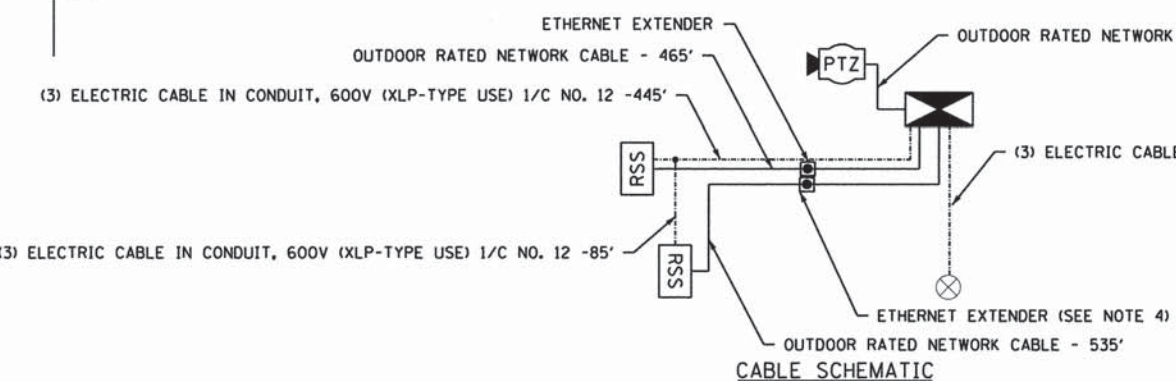 ETHERNET EXTENDER
OUTDOOR RATED NETWORK
OUTDOOR RATED NETWORK CABLE - 465'
PTZ
(3) ELECTRIC CABLE IN CONDUIT, 600V (XLP-TYPE USE) 1/C NO. 12 -445'
RSS
(3) ELECTRIC CABLE
3) ELECTRIC CABLE IN CONDUIT, 600V (XLP-TYPE USE) 1/C NO. 12 -85'
RSS
ETHERNET EXTENDER (SEE NOTE 4)
OUTDOOR RATED NETWORK CABLE - 535'
CABLE SCHEMATIC